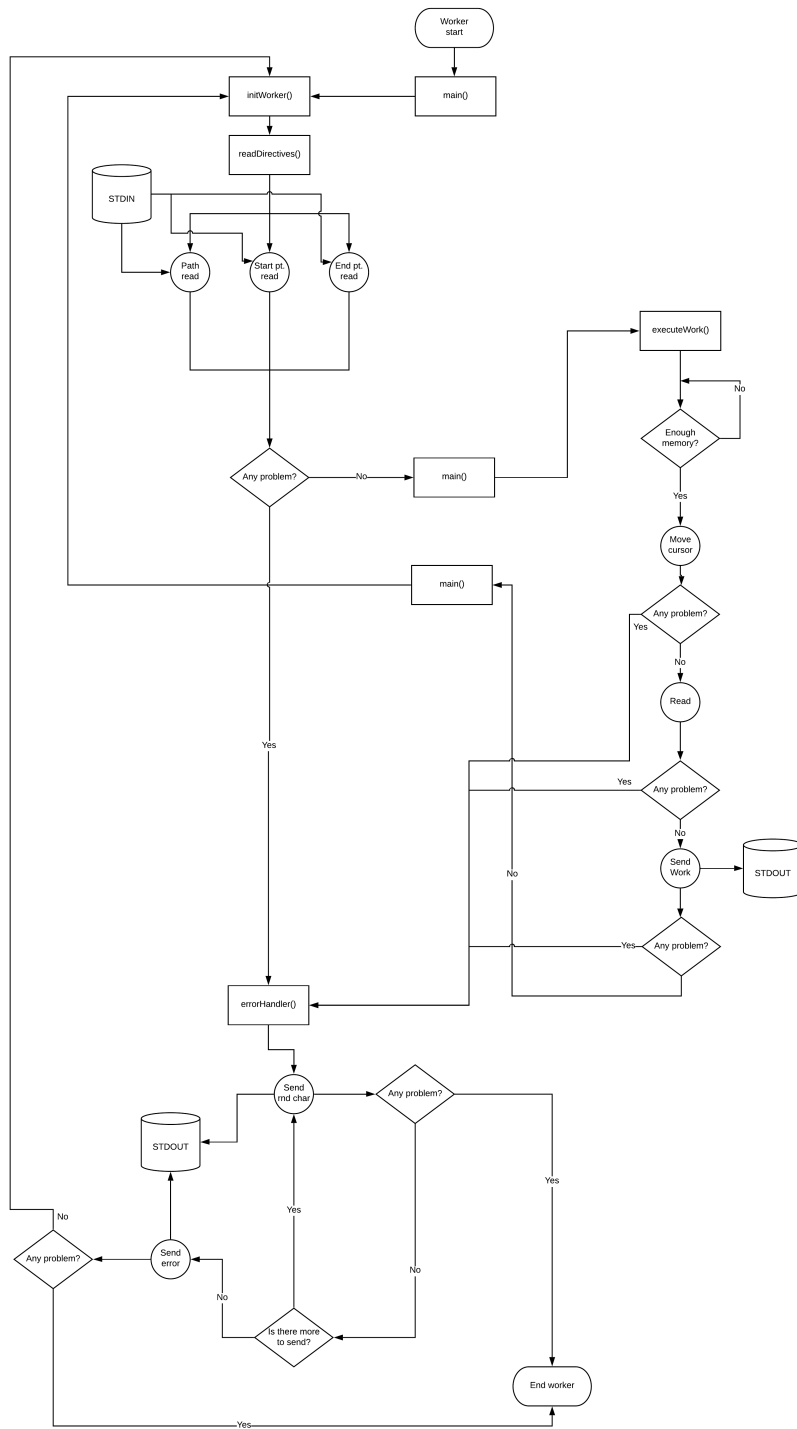 Worker
start
initWorker()
main()
readDirectives()
STDIN
Path
read
Start pt.
read
End pt.
read
executeWork()
No
Enough
memory?
Any problem?
No
main()
Yes
Move
cursor
main()
Any problem?
Yes
No
Read
Yes
Yes
Any problem?
No
Send
Work
STDOUT
No
Yes
Any problem?
errorHandler()
Send
rnd char
Any problem?
STDOUT
Yes
Yes
No
Any problem?
Send
error
No
No
Is there more
to send?
End worker
Yes